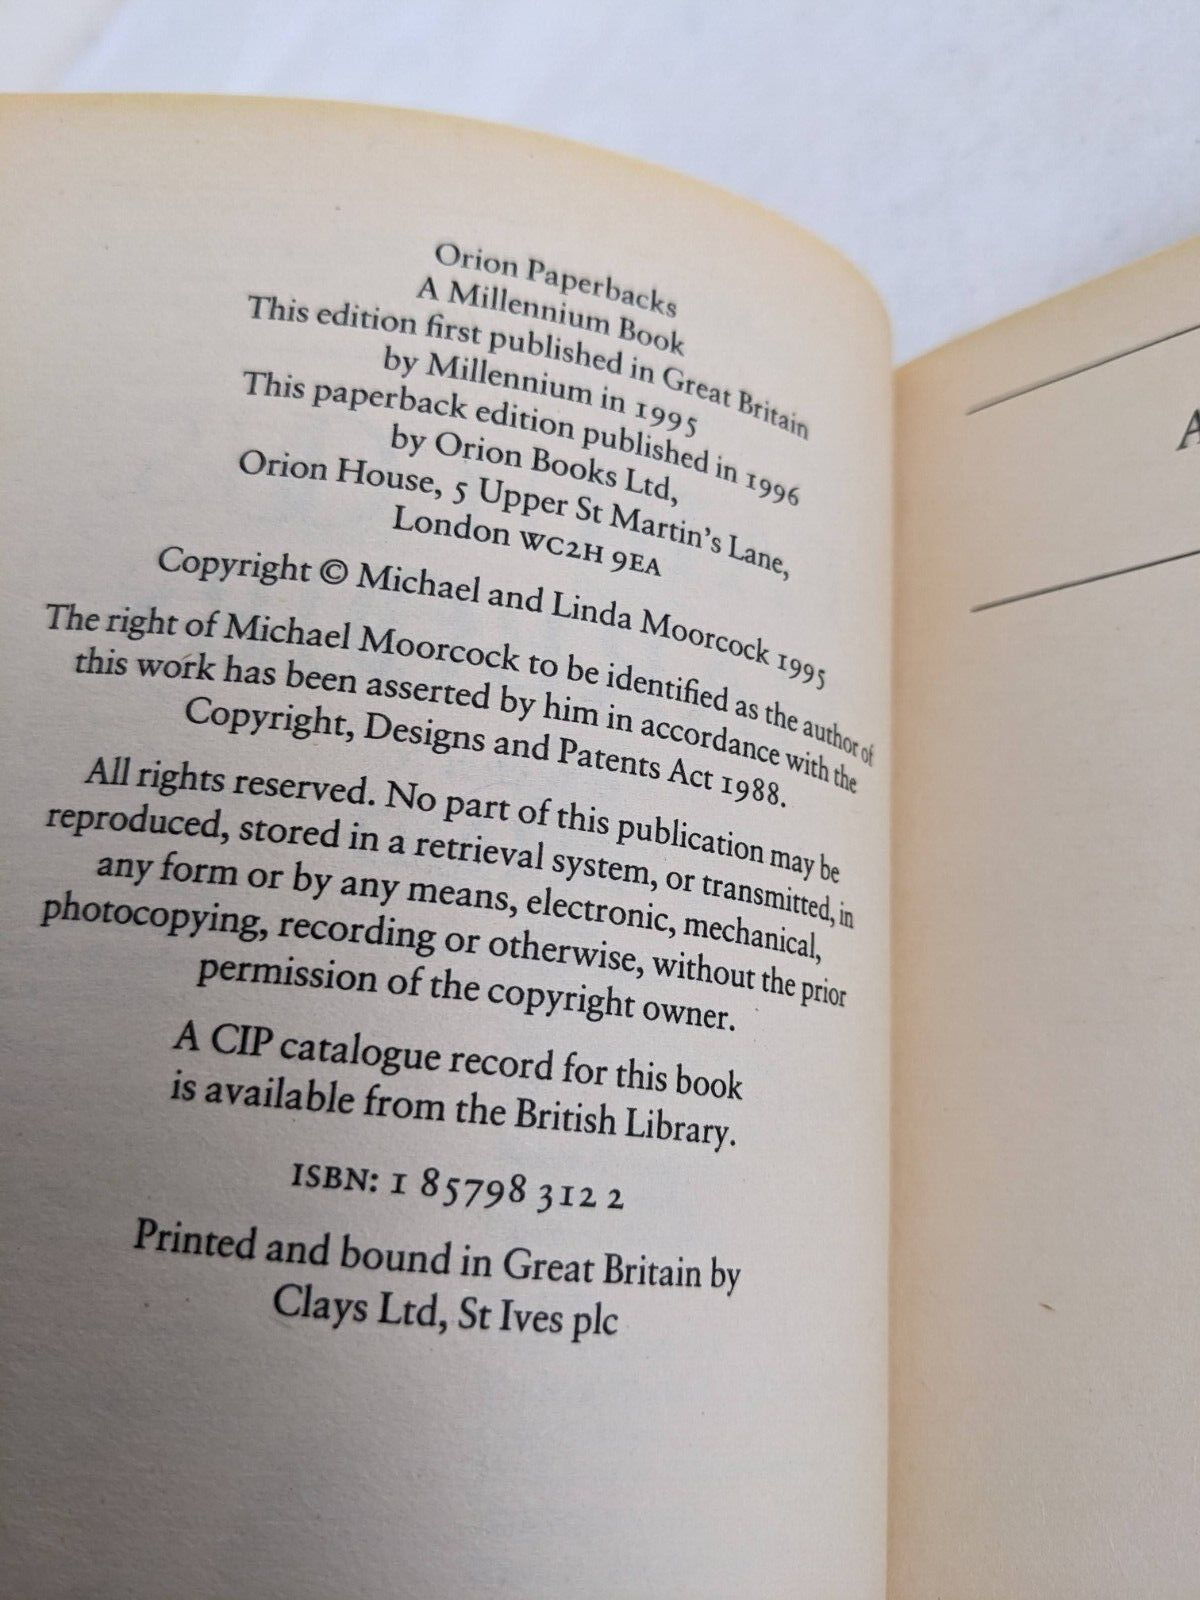 Orion Paperbacks
A Millennium Book
This edition first published in Great Britain
by Millennium in 1995
This paperback edition published in 1996
by Orion Books Ltd,
Orion House, 5 Upper St Martin's Lane,
London WC2H 9EA
Copyright © Michael and Linda Moorcock 1995
The right of Michael Moorcock to be identified as the author of
this work has been asserted by him in accordance with the
Copyright, Designs and Patents Act 1988.
All rights reserved. No part of this publication may be
reproduced, stored in a retrieval system, or transmitted, in
any form or by any means, electronic, mechanical,
photocopying, recording or otherwise, without the prior
permission of the copyright owner.
A CIP catalogue record for this book
is available from the British Library.
ISBN: 1 85798 312 2
Printed and bound in Great Britain by
Clays Ltd, St Ives plc
A